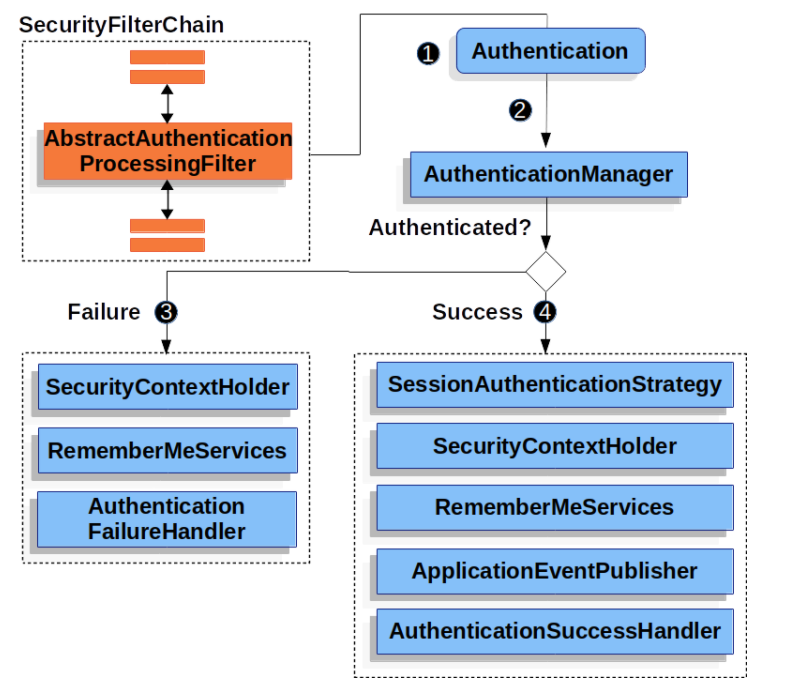 SecurityFilterChain
AbstractAuthentication
ProcessingFilter
1
Authentication
2
AuthenticationManager
Authenticated?
Failure 3
Success 4
SecurityContextHolder
RememberMeServices
Authentication
FailureHandler
SessionAuthenticationStrategy
SecurityContextHolder
RememberMeServices
ApplicationEventPublisher
AuthenticationSuccessHandler